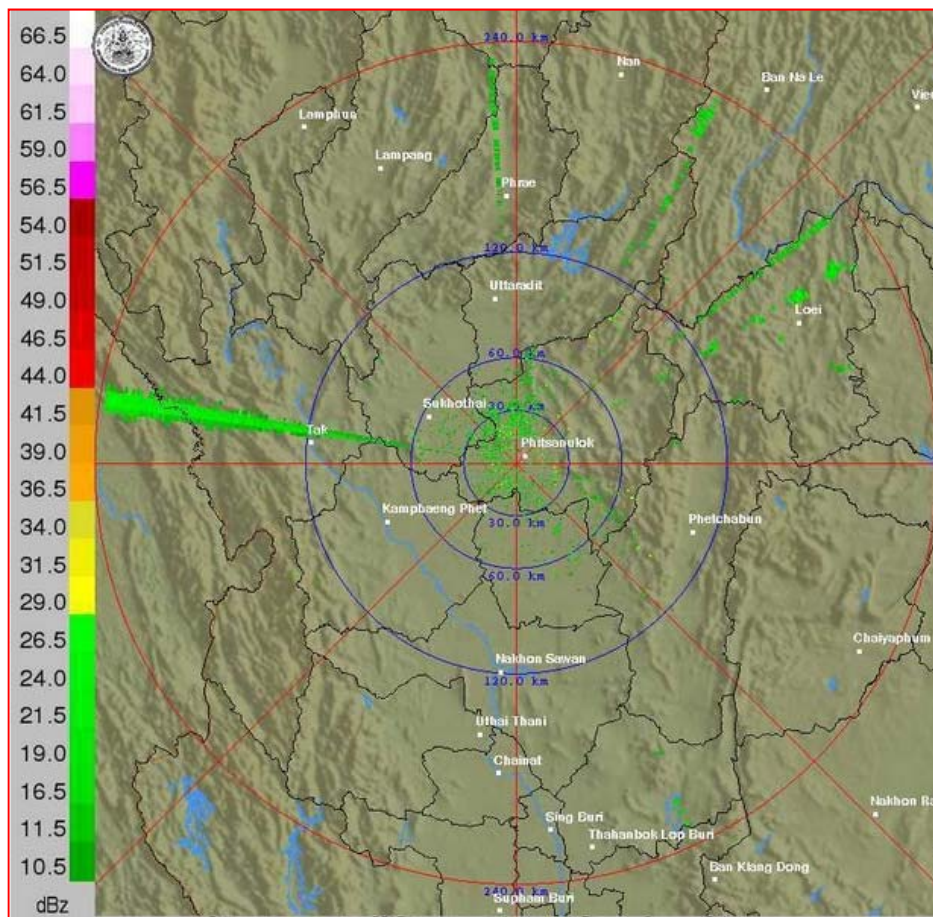 66.5
64.0
61.5
59.0
56.5
54.0
51.5
49.0
46.5
44.0
41.5
39.0
36.5
34.0
31.5
29.0
26.5
24.0
21.5
19.0
16.5
11.5
10.5
dBz
240.0 km
Nan
Ban Na Le
Lamphun
Lampang
Phrae
120.0 km
Uttaradit
Loei
60.0 km
Sukhothai
Tak
Phitsanulok
Kamphaeng Phet
30.0 km
Phetchabun
60.0 km
Chaiyaphum
Nakhon Sawan
120.0 km
Uthai Thani
Chainat
Sing Buri
Thahanbok Lop Buri
Ban Klang Dong
240.0 km
Supham Buri